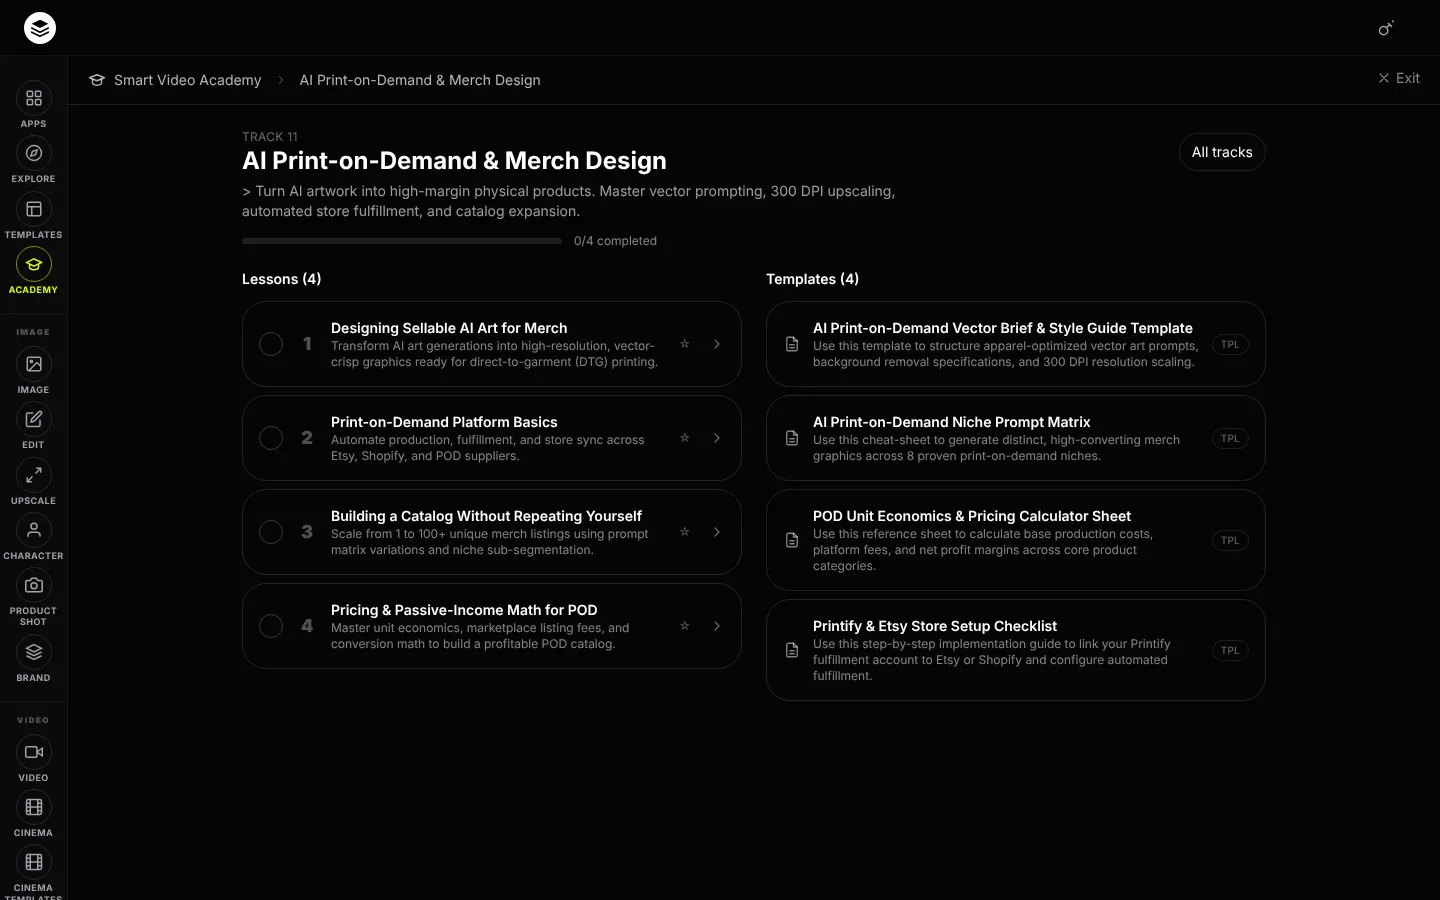 Smart Video Academy
AI Print-on-Demand & Merch Design
Exit
APPS
EXPLORE
TEMPLATES
ACADEMY
IMAGE
IMAGE
EDIT
UPSCALE
CHARACTER
PRODUCT
SHOT
BRAND
VIDEO
VIDEO
CINEMA
CINEMA
TEMPLATES
TRACK 11
AI Print-on-Demand & Merch Design
All tracks
> Turn AI artwork into high-margin physical products. Master vector prompting, 300 DPI upscaling,
automated store fulfillment, and catalog expansion.
0/4 completed
Lessons (4)
1
Designing Sellable AI Art for Merch
Transform AI art generations into high-resolution, vector-
crisp graphics ready for direct-to-garment (DTG) printing.
2
Print-on-Demand Platform Basics
Automate production, fulfillment, and store sync across
Etsy, Shopify, and POD suppliers.
3
Building a Catalog Without Repeating Yourself
Scale from 1 to 100+ unique merch listings using prompt
matrix variations and niche sub-segmentation.
4
Pricing & Passive-Income Math for POD
Master unit economics, marketplace listing fees, and
conversion math to build a profitable POD catalog.
Templates (4)
AI Print-on-Demand Vector Brief & Style Guide Template
Use this template to structure apparel-optimized vector art prompts,
background removal specifications, and 300 DPI resolution scaling.
TPL
AI Print-on-Demand Niche Prompt Matrix
Use this cheat-sheet to generate distinct, high-converting merch
graphics across 8 proven print-on-demand niches.
TPL
POD Unit Economics & Pricing Calculator Sheet
Use this reference sheet to calculate base production costs,
platform fees, and net profit margins across core product
categories.
TPL
Printify & Etsy Store Setup Checklist
Use this step-by-step implementation guide to link your Printify
fulfillment account to Etsy or Shopify and configure automated
fulfillment.
TPL